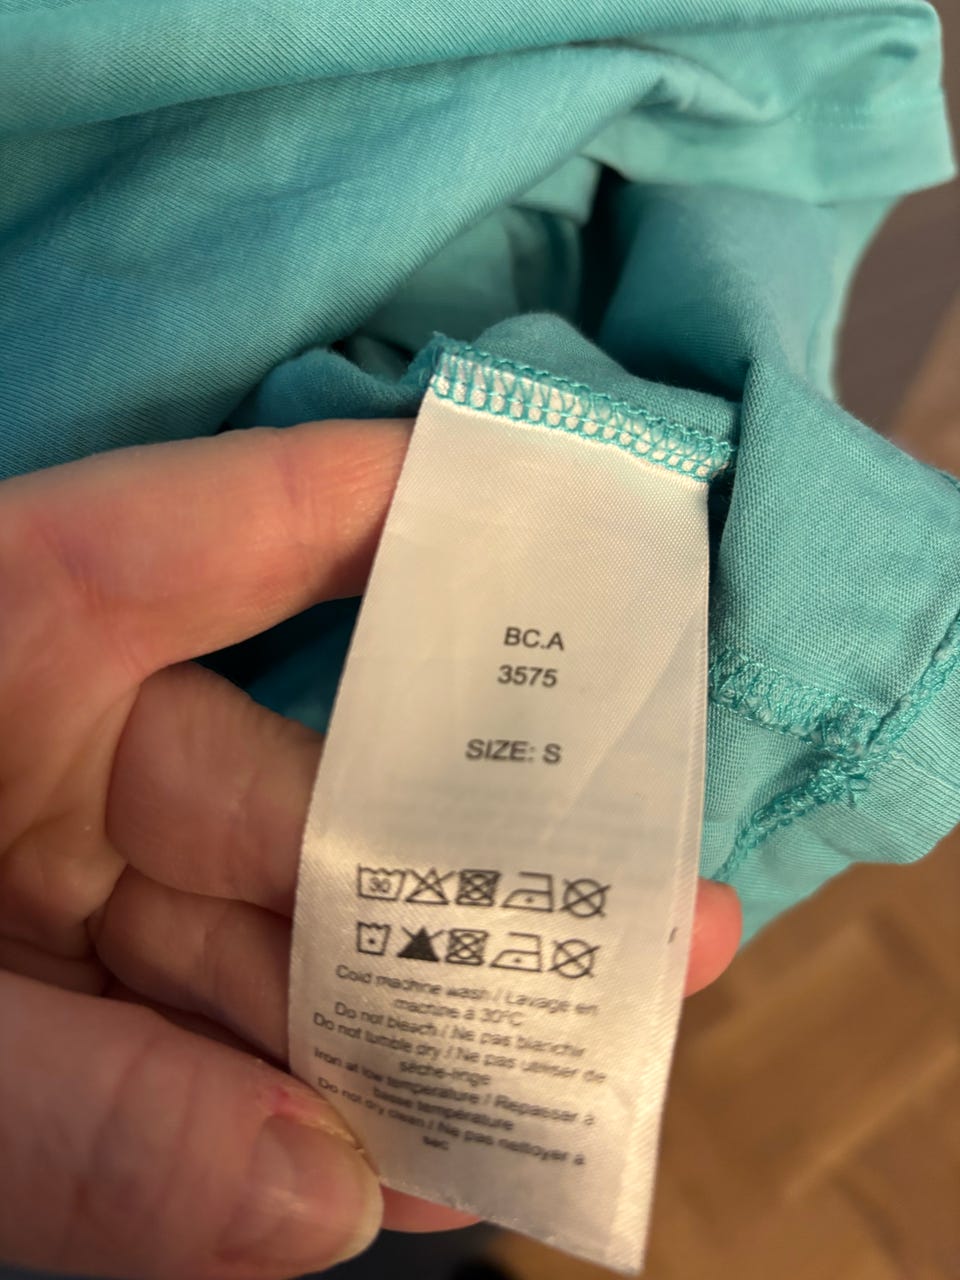 BC.A
3575
SIZE: S
30
Cold machine wash / Lavage en
machine à 30°C
Do not bleach / Ne pas blanchir
Do not tumble dry / Ne pas utiliser de
sèche-linge
Iron at low temperature / Repasser à
basse température
Do not dry clean / Ne pas nettoyer à
sec